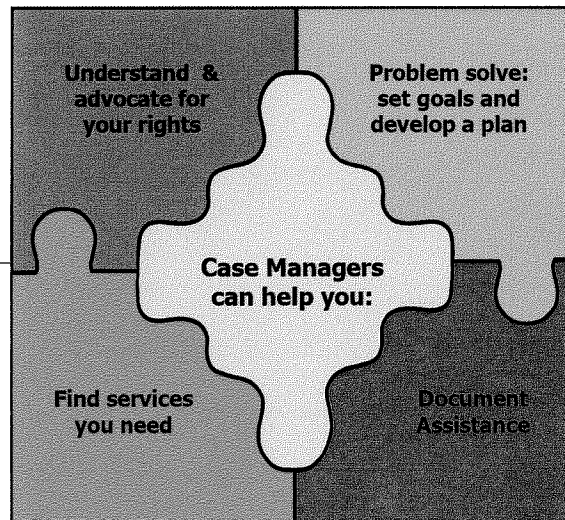 Understand &
advocate for
your rights
Problem solve:
set goals and
develop a plan
Case Managers
can help you:
Find services
you need
Document
Assistance